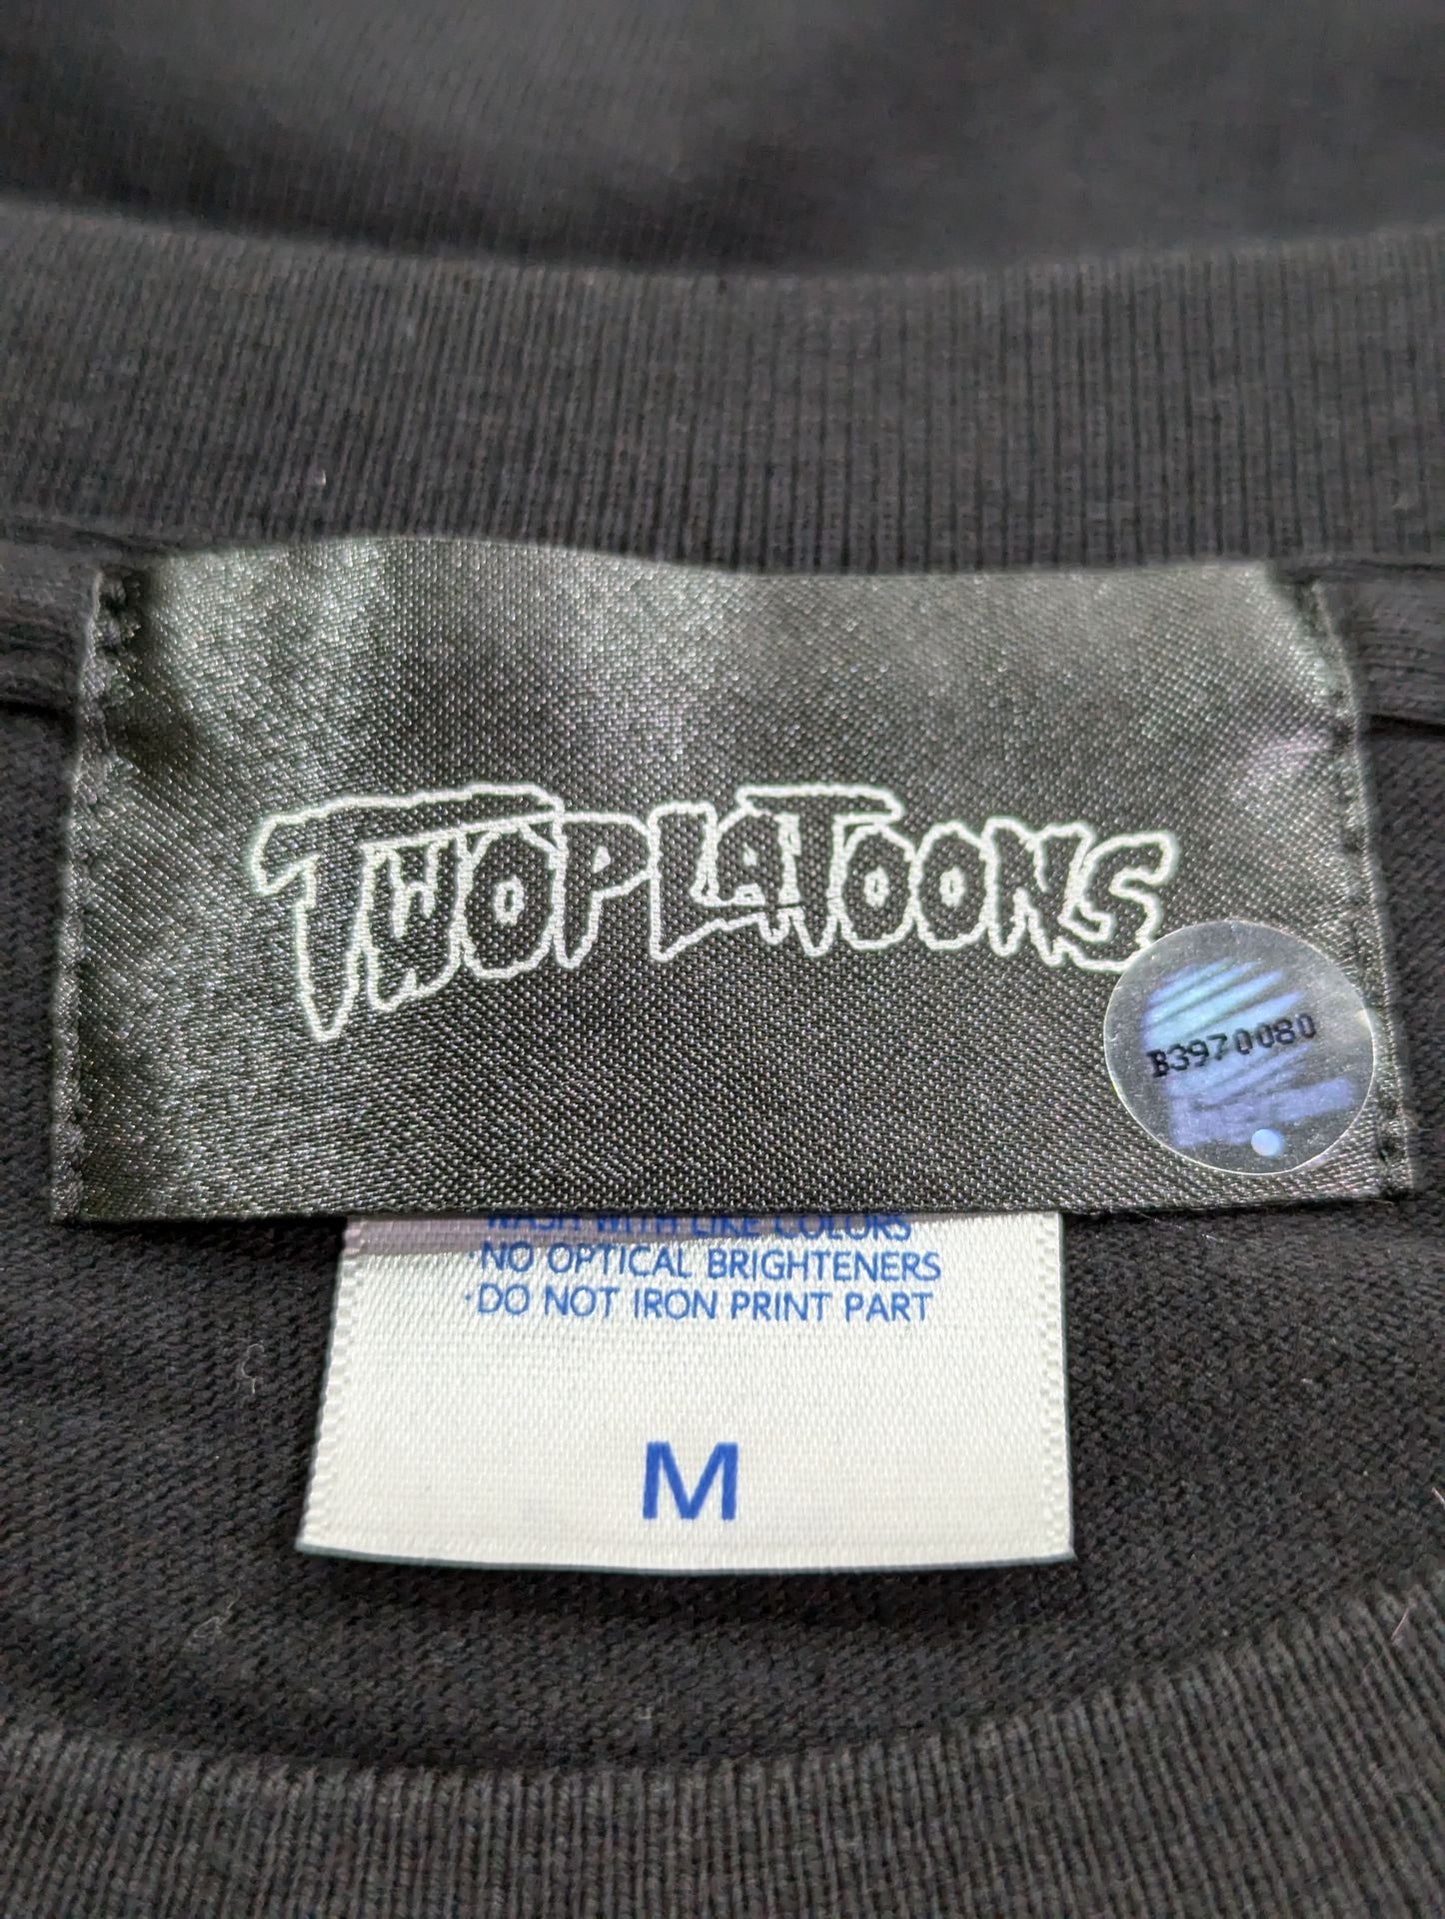 TWOPLATOONS
B3970080
WASH WITH LIKE COLORS
·NO OPTICAL BRIGHTENERS
·DO NOT IRON PRINT PART
M